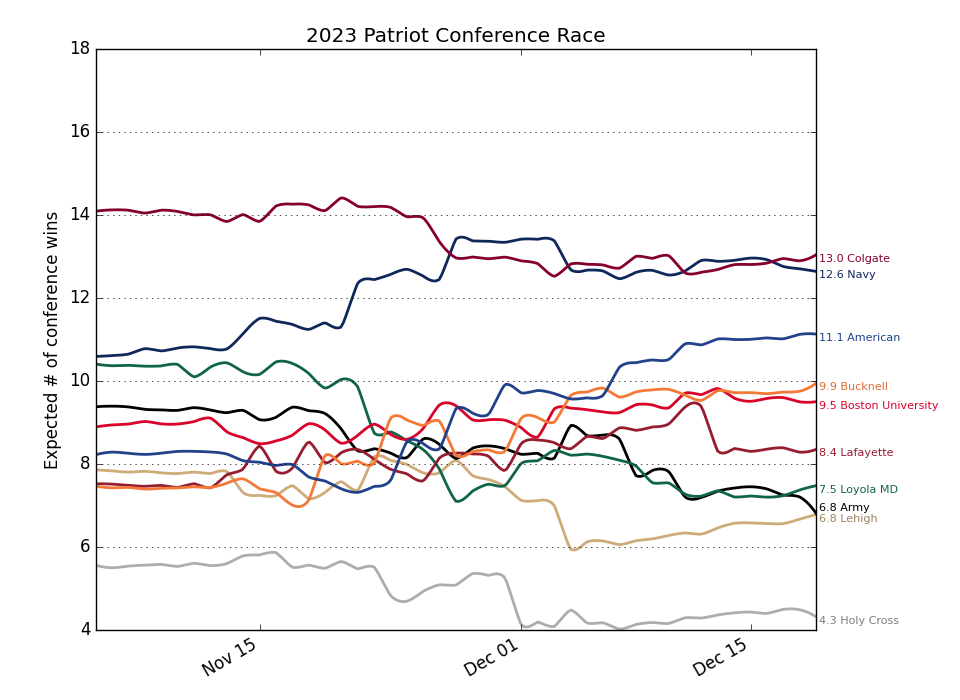 2023 Patriot Conference Race
Expected # of conference wins
18
16
14
12
10
8
6
4
Nov 15
Dec 01
Dec 15
13.0 Colgate
12.6 Navy
11.1 American
9.9 Bucknell
9.5 Boston University
8.4 Lafayette
7.5 Loyola MD
6.8 Army
6.8 Lehigh
4.3 Holy Cross